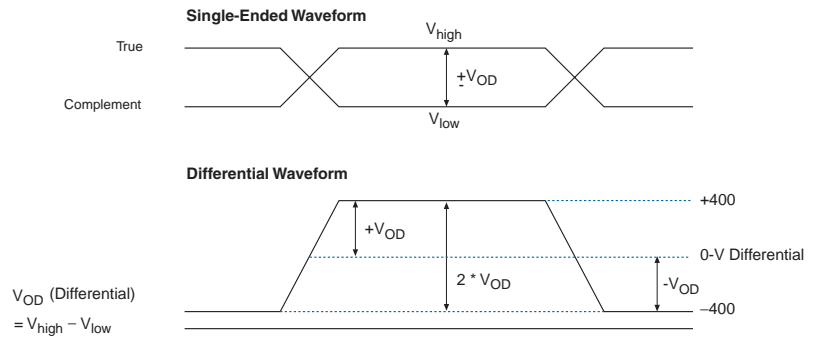 Single-Ended Waveform
True
Vhigh
±VOD
Complement
Vlow
Differential Waveform
+400
+VOD
0-V Differential
2 * VOD
-VOD
VOD (Differential)
= Vhigh − Vlow
−400